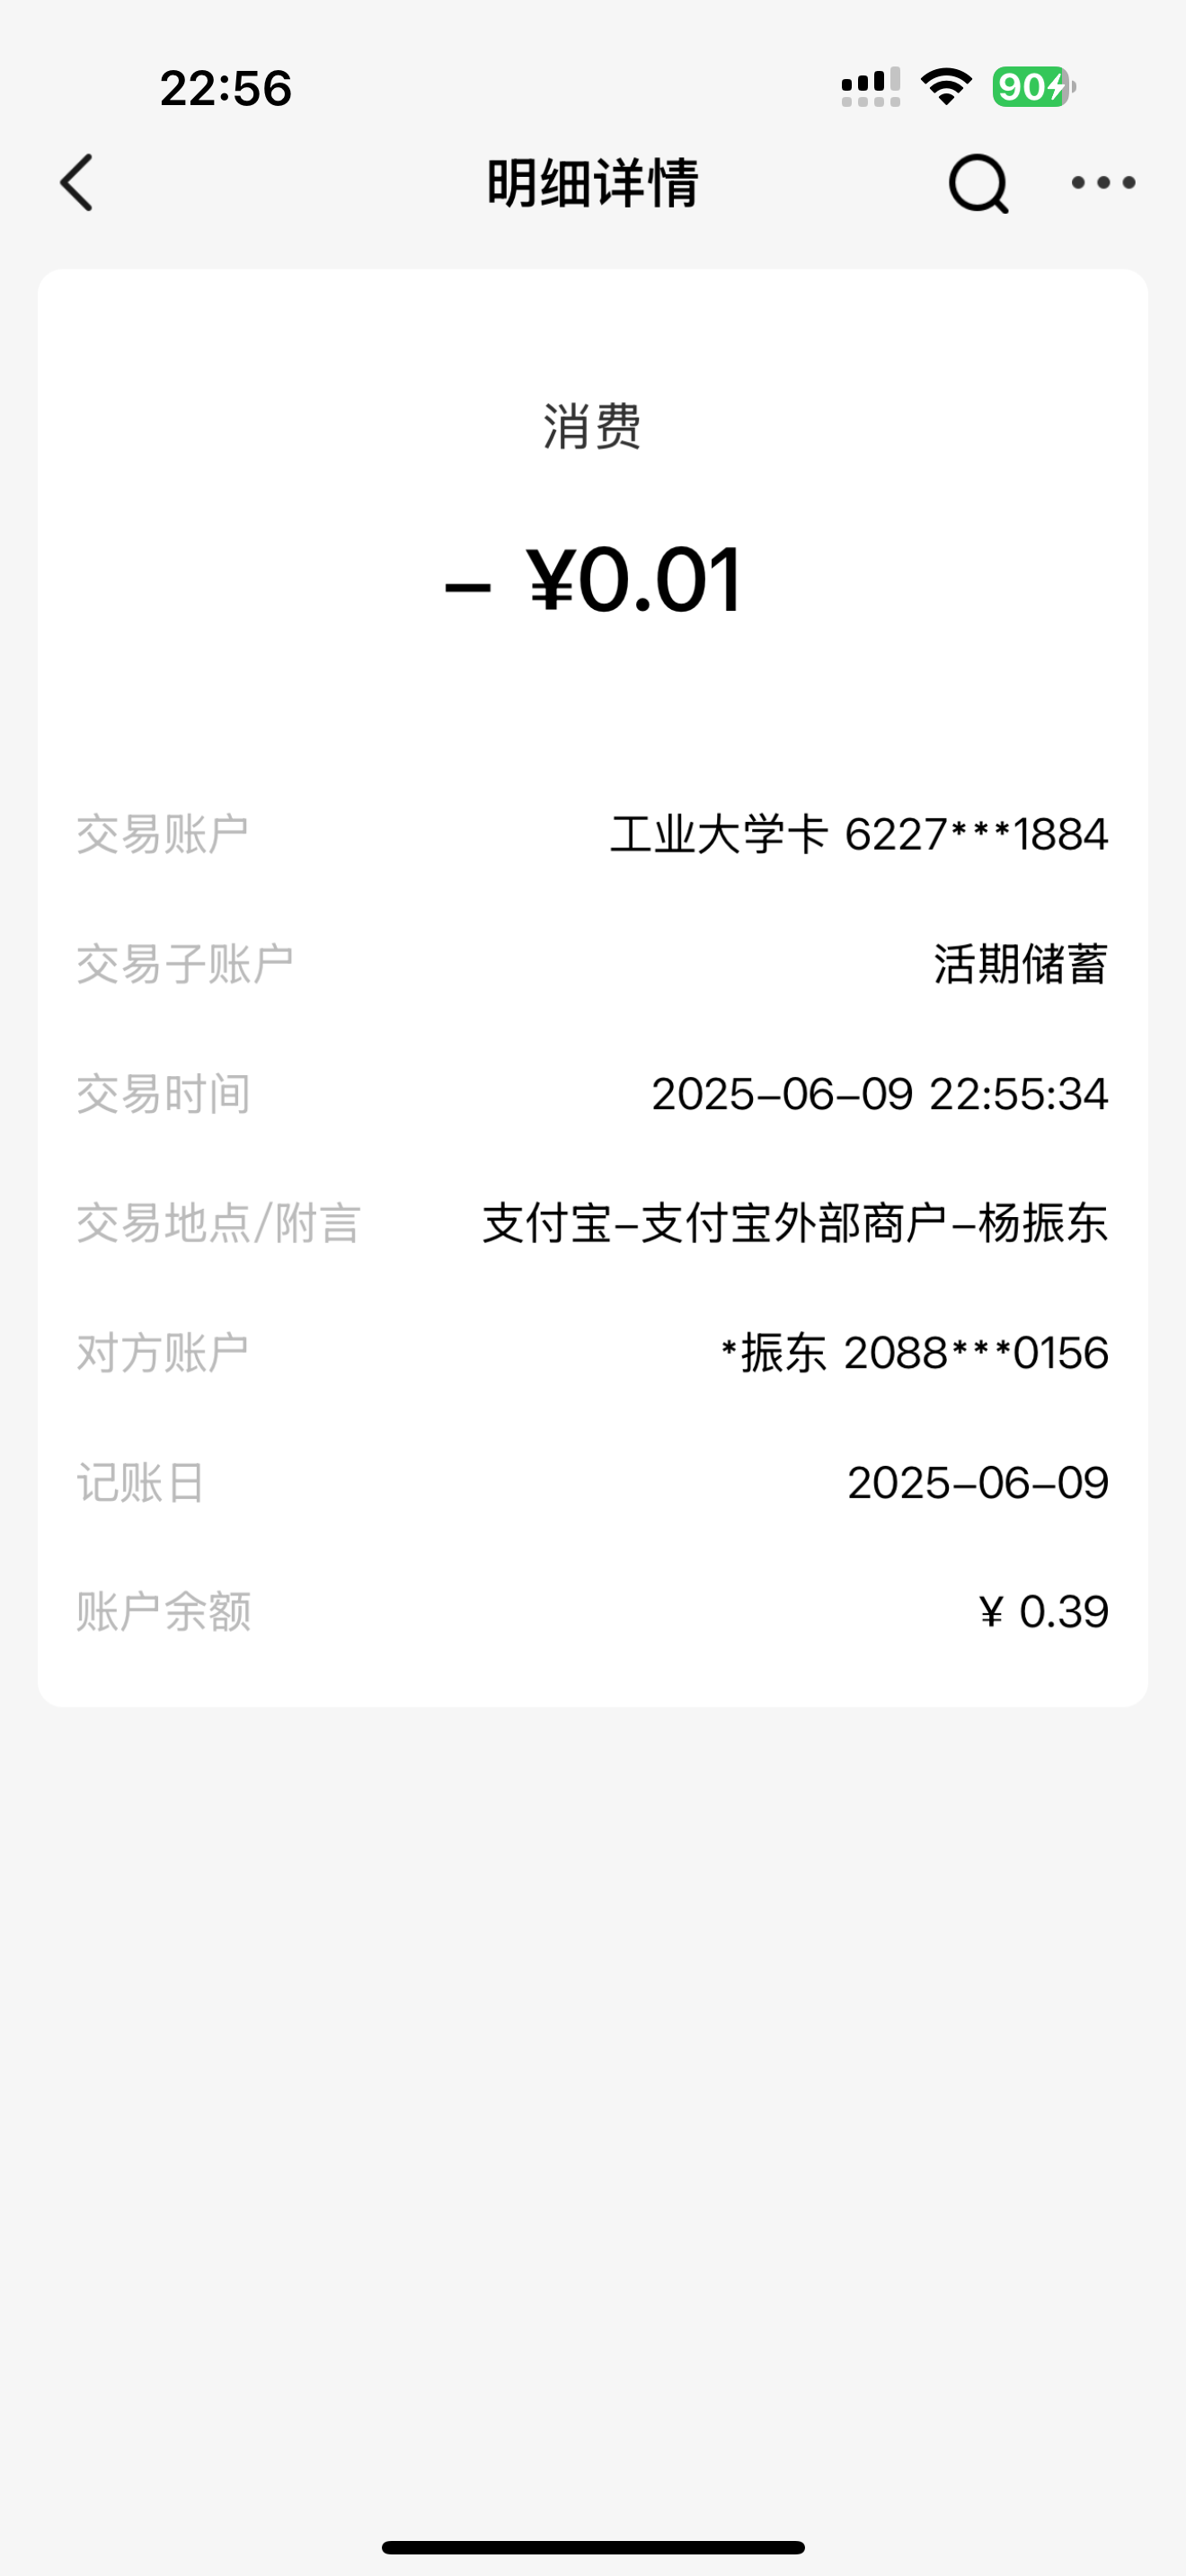 22:56
90
明细详情
消费
– ¥0.01
交易账户 工业大学卡 6227***1884
交易子账户 活期储蓄
交易时间 2025-06-09 22:55:34
交易地点/附言 支付宝-支付宝外部商户-杨振东
对方账户 *振东 2088***0156
记账日 2025-06-09
账户余额 ¥ 0.39